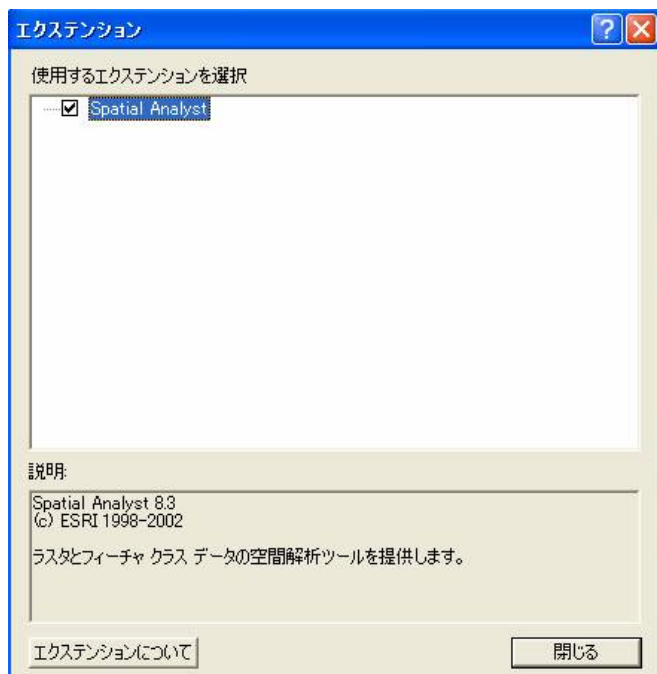 エクステンション
使用するエクステンションを選択
Spatial Analyst
説明:
Spatial Analyst 8.3
(c) ESRI 1998-2002
ラスタとフィーチャ クラス データの空間解析ツールを提供します。
エクステンションについて
閉じる